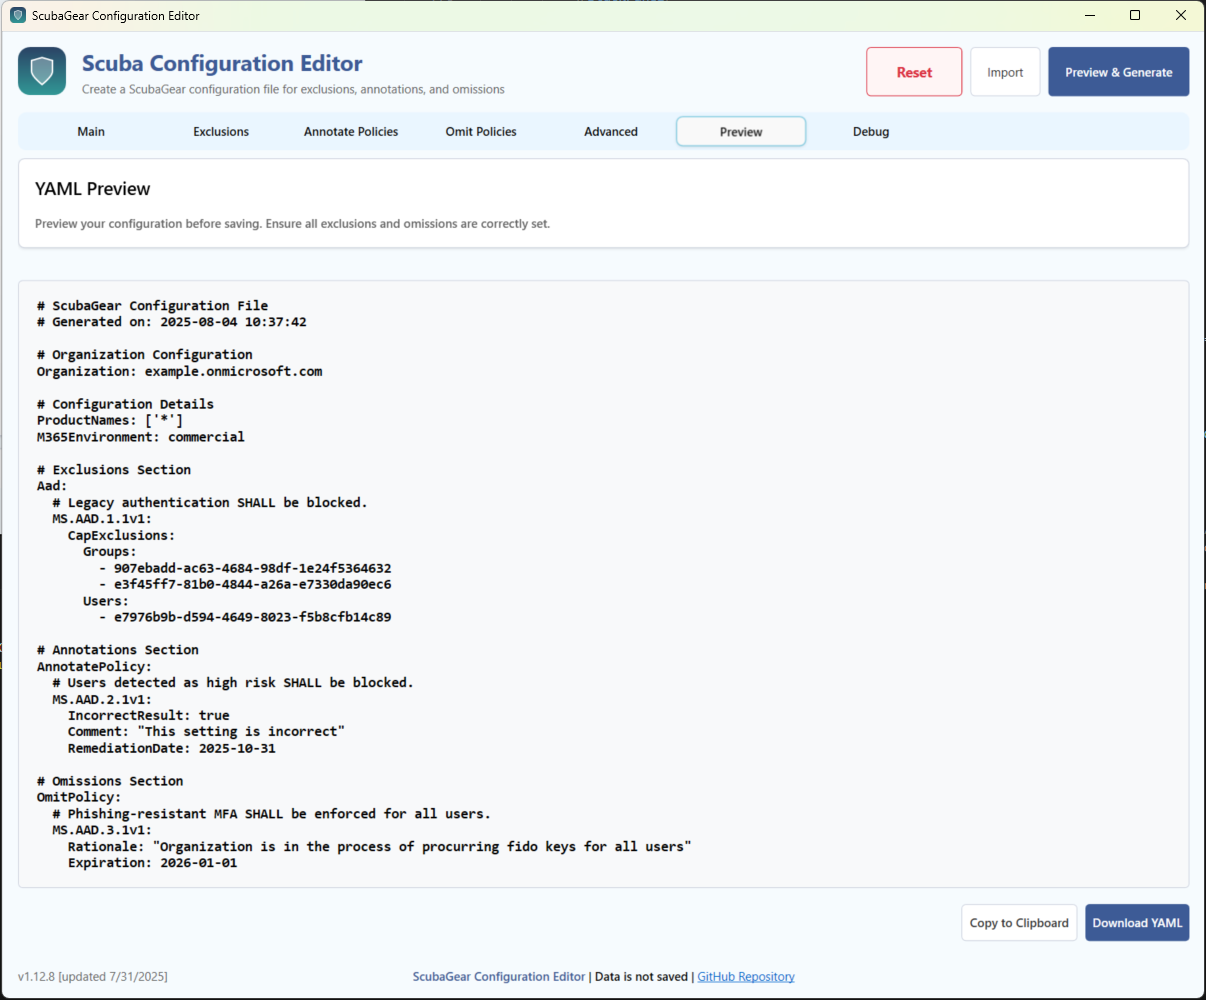 ScubaGear Configuration Editor
Scuba Configuration Editor
Create a ScubaGear configuration file for exclusions, annotations, and omissions
Reset
Import
Preview & Generate
Main
Exclusions
Annotate Policies
Omit Policies
Advanced
Preview
Debug
YAML Preview
Preview your configuration before saving. Ensure all exclusions and omissions are correctly set.
# ScubaGear Configuration File
# Generated on: 2025-08-04 10:37:42
# Organization Configuration
Organization: example.onmicrosoft.com
# Configuration Details
ProductNames: ['*']
M365Environment: commercial
# Exclusions Section
Aad:
  # Legacy authentication SHALL be blocked.
  MS.AAD.1.1v1:
    CapExclusions:
      Groups:
        - 907ebadd-ac63-4684-98df-1e24f5364632
        - e3f45ff7-81b0-4844-a26a-e7330da90ec6
      Users:
        - e7976b9b-d594-4649-8023-f5b8cfb14c89
# Annotations Section
AnnotatePolicy:
  # Users detected as high risk SHALL be blocked.
  MS.AAD.2.1v1:
    IncorrectResult: true
    Comment: "This setting is incorrect"
    RemediationDate: 2025-10-31
# Omissions Section
OmitPolicy:
  # Phishing-resistant MFA SHALL be enforced for all users.
  MS.AAD.3.1v1:
    Rationale: "Organization is in the process of procurring fido keys for all users"
    Expiration: 2026-01-01
Copy to Clipboard
Download YAML
v1.12.8 [updated 7/31/2025]
ScubaGear Configuration Editor | Data is not saved | GitHub Repository